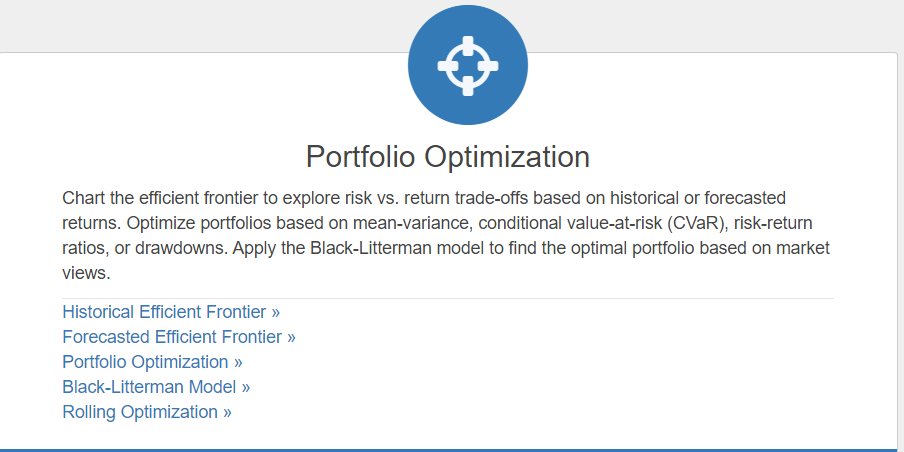 Portfolio Optimization
Chart the efficient frontier to explore risk vs. return trade-offs based on historical or forecasted
returns. Optimize portfolios based on mean-variance, conditional value-at-risk (CVaR), risk-return
ratios, or drawdowns. Apply the Black-Litterman model to find the optimal portfolio based on market
views.
Historical Efficient Frontier »
Forecasted Efficient Frontier »
Portfolio Optimization »
Black-Litterman Model »
Rolling Optimization »